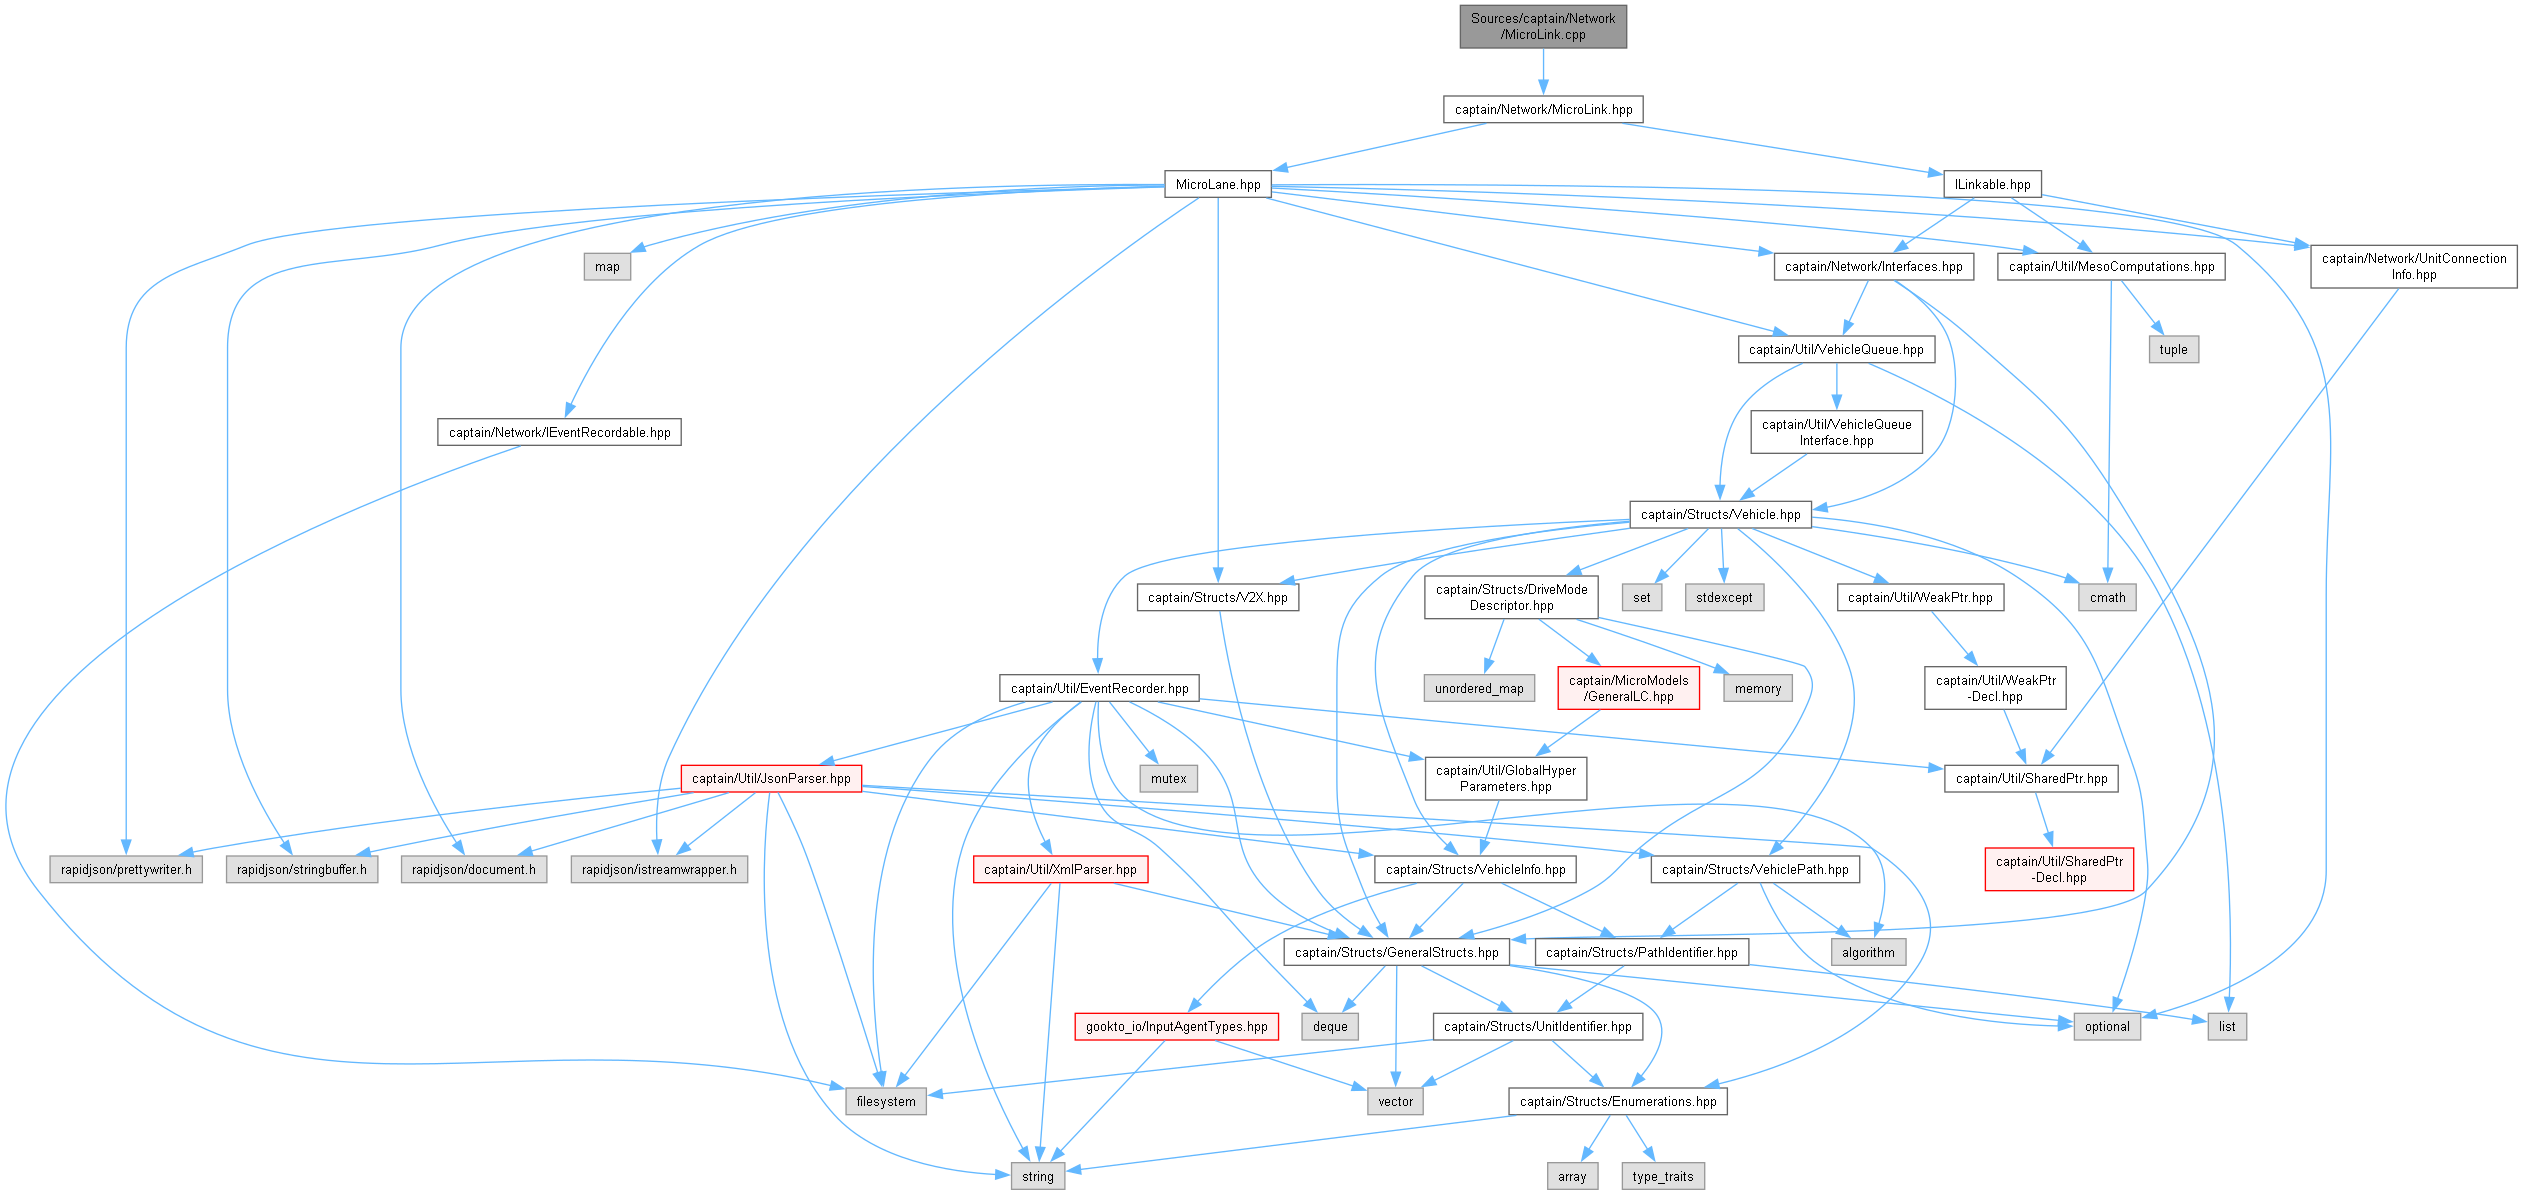 Sources/captain/Network
/MicroLink.cpp
captain/Network/MicroLink.hpp
MicroLane.hpp
ILinkable.hpp
map
captain/Network/Interfaces.hpp
captain/Util/MesoComputations.hpp
captain/Network/UnitConnection
Info.hpp
captain/Util/VehicleQueue.hpp
tuple
captain/Network/IEventRecordable.hpp
captain/Util/VehicleQueue
Interface.hpp
captain/Structs/Vehicle.hpp
captain/Structs/V2X.hpp
captain/Structs/DriveMode
Descriptor.hpp
set
stdexcept
captain/Util/WeakPtr.hpp
cmath
captain/Util/EventRecorder.hpp
unordered_map
captain/MicroModels
/GeneralLC.hpp
memory
captain/Util/WeakPtr
-Decl.hpp
captain/Util/JsonParser.hpp
mutex
captain/Util/GlobalHyper
Parameters.hpp
captain/Util/SharedPtr.hpp
rapidjson/prettywriter.h
rapidjson/stringbuffer.h
rapidjson/document.h
rapidjson/istreamwrapper.h
captain/Util/XmlParser.hpp
captain/Structs/VehicleInfo.hpp
captain/Structs/VehiclePath.hpp
captain/Util/SharedPtr
-Decl.hpp
captain/Structs/GeneralStructs.hpp
captain/Structs/PathIdentifier.hpp
algorithm
gookto_io/InputAgentTypes.hpp
deque
captain/Structs/UnitIdentifier.hpp
optional
list
filesystem
vector
captain/Structs/Enumerations.hpp
string
array
type_traits